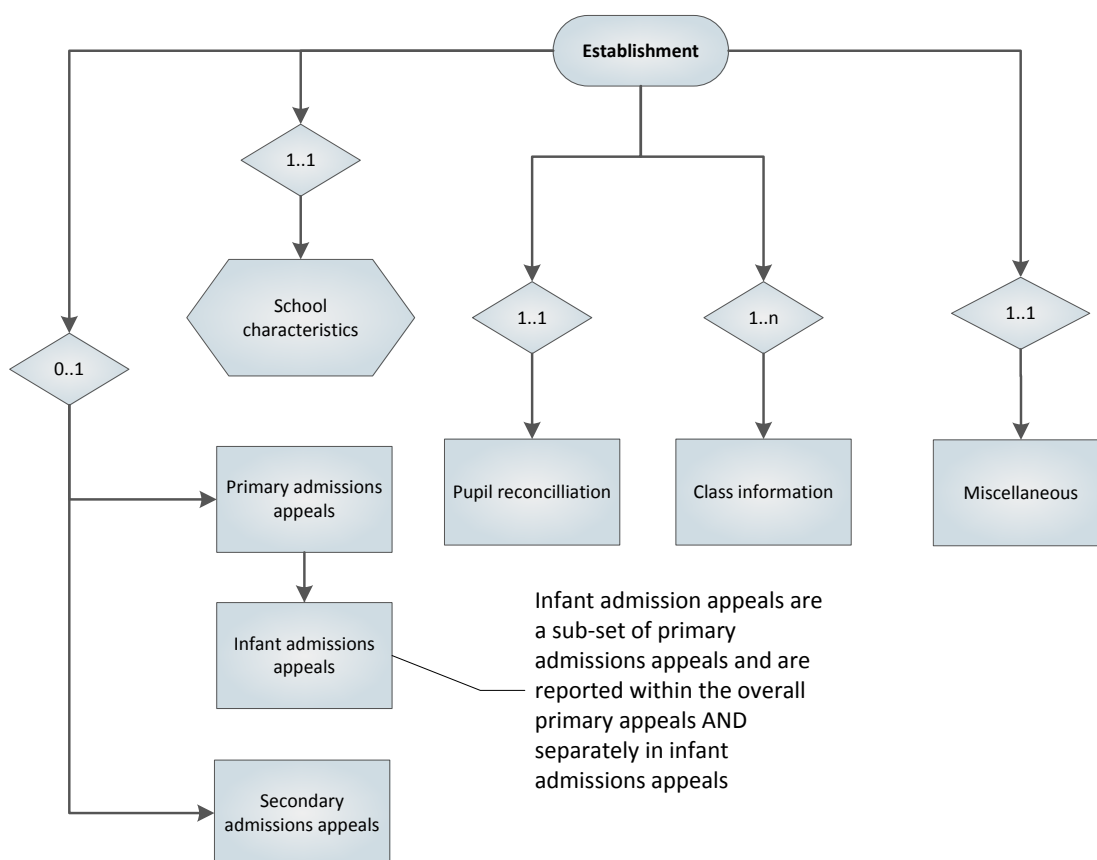 Establishment
1..1
School
characteristics
0..1
1..1
1..n
1..1
Primary admissions
appeals
Pupil reconcilliation
Class information
Miscellaneous
Infant admissions
appeals
Infant admission appeals are
a sub-set of primary
admissions appeals and are
reported within the overall
primary appeals AND
separately in infant
admissions appeals
Secondary
admissions appeals